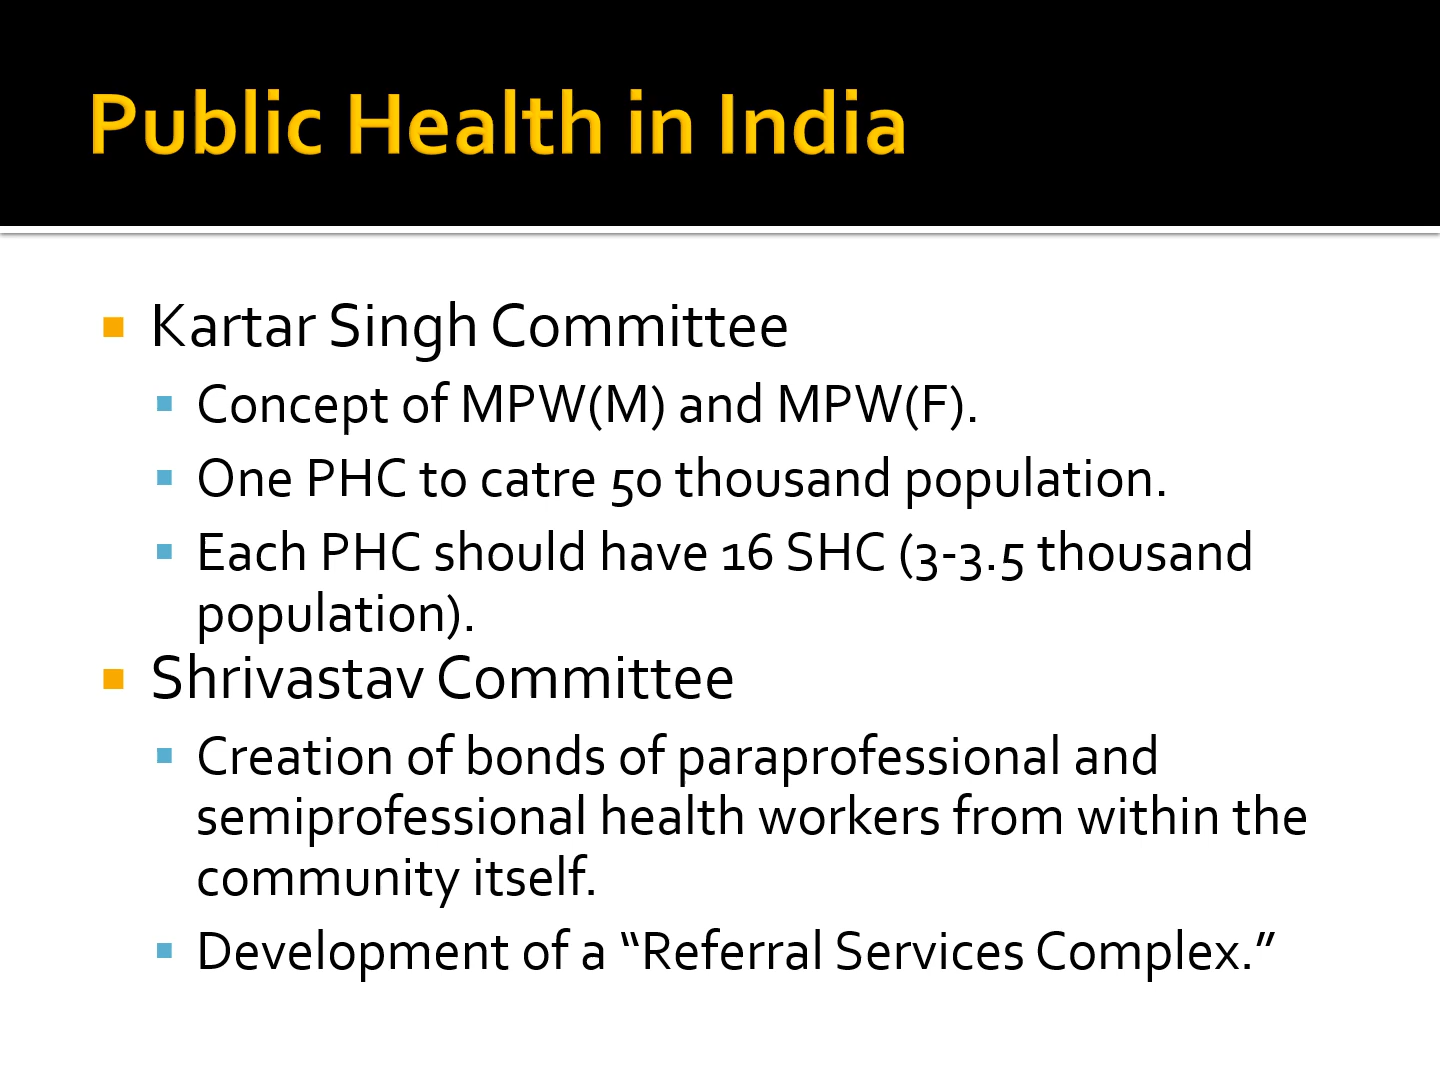 Public Health in India
Kartar Singh Committee
Concept of MPW(M) and MPW(F).
One PHC to catre 50 thousand population.
Each PHC should have 16 SHC (3-3.5 thousand
population).
Shrivastav Committee
Creation of bonds of paraprofessional and
semiprofessional health workers from within the
community itself.
Development of a “Referral Services Complex.”